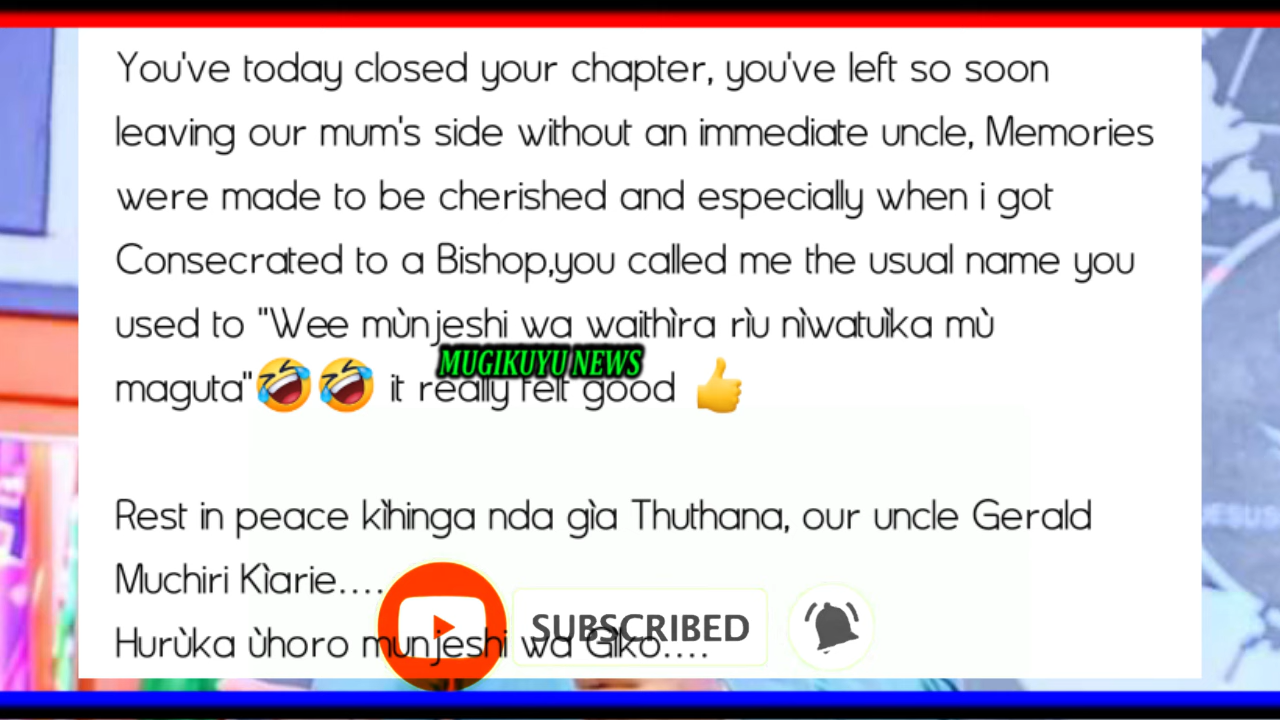 You've today closed your chapter, you've left so soon
leaving our mum's side without an immediate uncle, Memories
were made to be cherished and especially when i got
Consecrated to a Bishop,you called me the usual name you
used to "Wee mùnjeshi wa waithìra rìu nìwatuìka mù
MUGIKUYU NEWS
maguta"🤣🤣 it really felt good 👍
Rest in peace kìhinga nda gìa Thuthana, our uncle Gerald
Muchiri Kìarie....
SUBSCRIBED
Hurùka ùhoro munjeshi wa Gìko....
JESUS